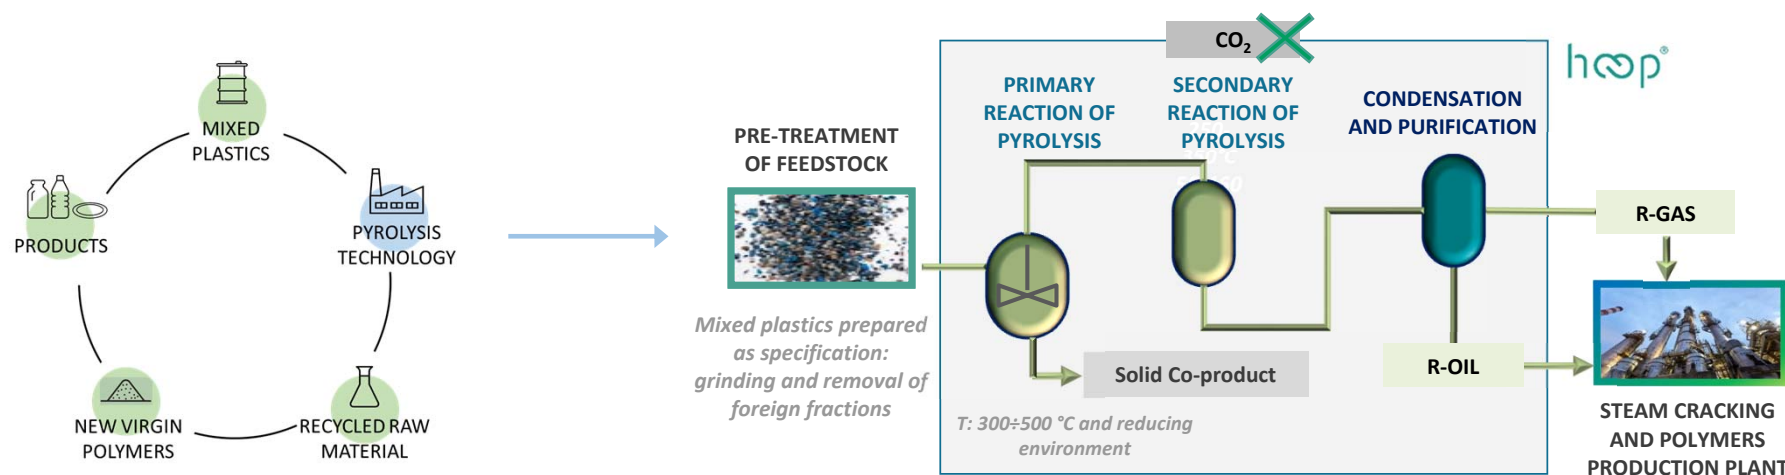 MIXED
PLASTICS
PRODUCTS
PYROLYSIS
TECHNOLOGY
NEW VIRGIN
POLYMERS
RECYCLED RAW
MATERIAL
PRE-TREATMENT
OF FEEDSTOCK
Mixed plastics prepared
as specification:
grinding and removal of
foreign fractions
CO₂
PRIMARY
REACTION OF
PYROLYSIS
SECONDARY
REACTION OF
PYROLYSIS
CONDENSATION
AND PURIFICATION
Solid Co-product
T: 300÷500 °C and reducing
environment
hoop®
R-GAS
R-OIL
STEAM CRACKING
AND POLYMERS
PRODUCTION PLANT